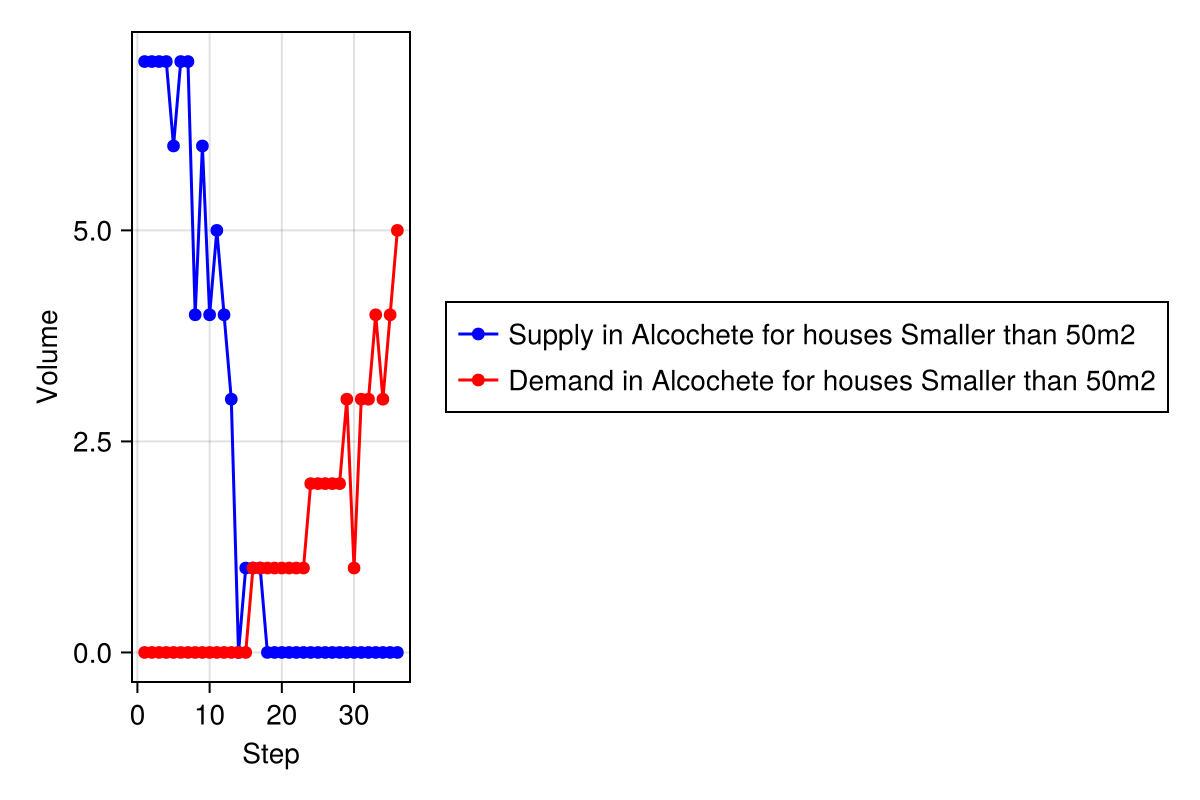 5.0
2.5
0.0
Volume
0
10
20
30
Step
Supply in Alcochete for houses Smaller than 50m2
Demand in Alcochete for houses Smaller than 50m2